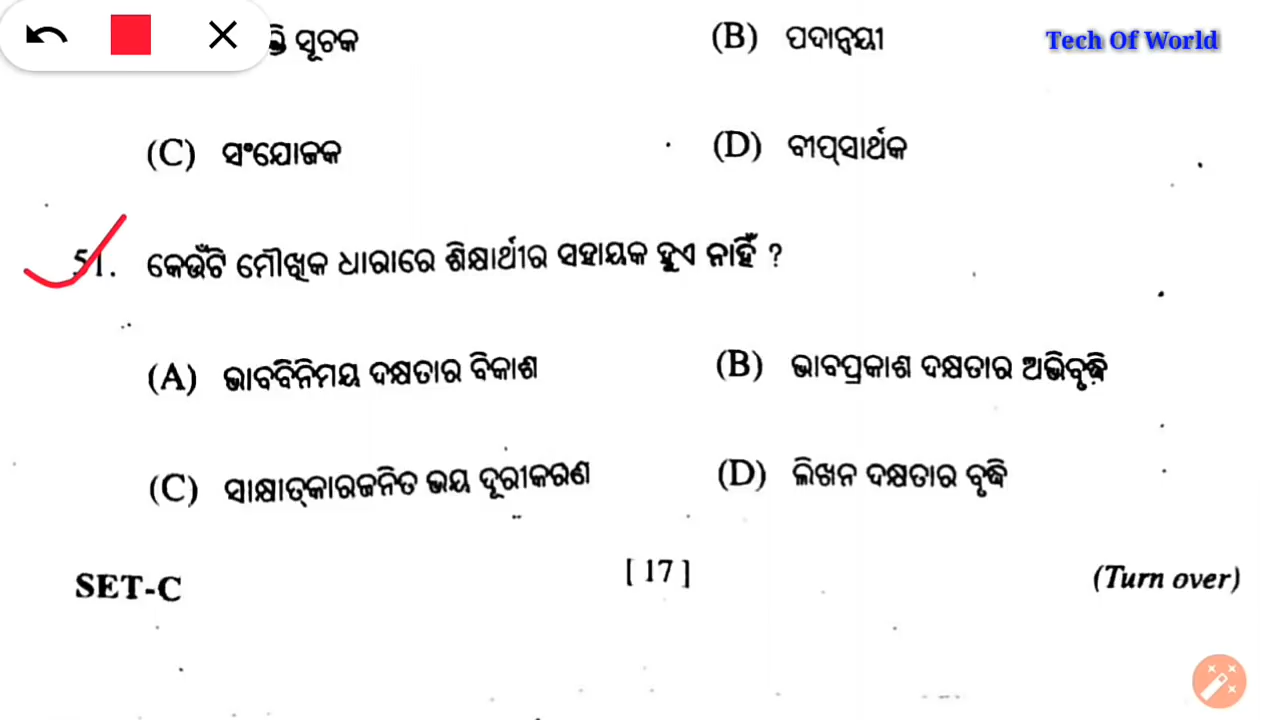 ସୂଚକ
(B) ପଦାନ୍ୱୟୀ
Tech Of World
(C) ସଂଯୋଜକ
(D) ବୀପ୍‌ସାର୍ଥକ
51. କେଉଁଟି ମୌଖିକ ଧାରାରେ ଶିକ୍ଷାର୍ଥୀର ସହାୟକ ହୁଏ ନାହିଁ ?
(A) ଭାବବିନିମୟ ଦକ୍ଷତାର ବିକାଶ
(B) ଭାବପ୍ରକାଶ ଦକ୍ଷତାର ଅଭିବୃଦ୍ଧି
(C) ସାକ୍ଷାତ୍‌କାରଜନିତ ଭୟ ଦୂରୀକରଣ
(D) ଲିଖନ ଦକ୍ଷତାର ବୃଦ୍ଧି
SET-C
[ 17 ]
(Turn over)